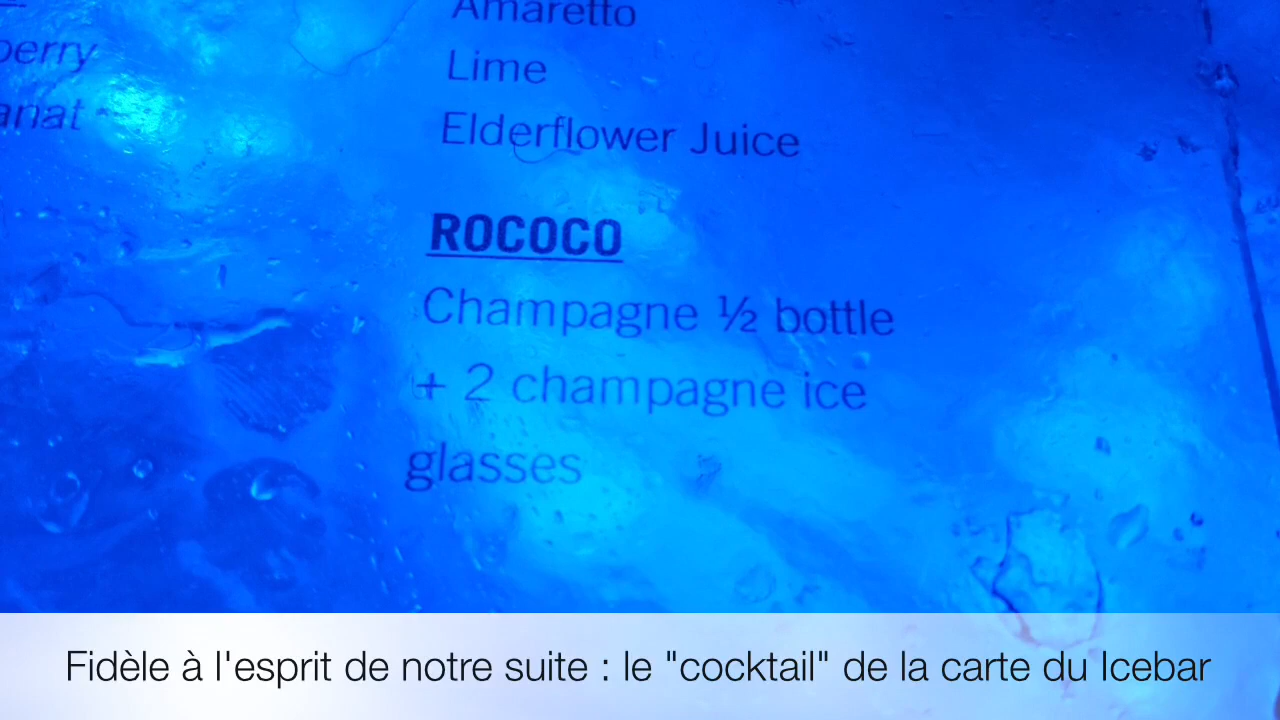 Amaretto
Lime
Elderflower Juice
ROCOCO
Champagne ½ bottle
+ 2 champagne ice
glasses
Fidèle à l'esprit de notre suite : le "cocktail" de la carte du Icebar